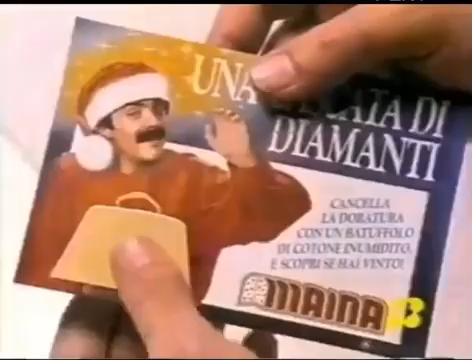 UNA
DIAMANTI
CANCELLA
LA DORATURA
CON UN BATUFFOLO
DI COTONE INUMIDITO,
E SCOPRI SE HAI VINTO!
MAINA